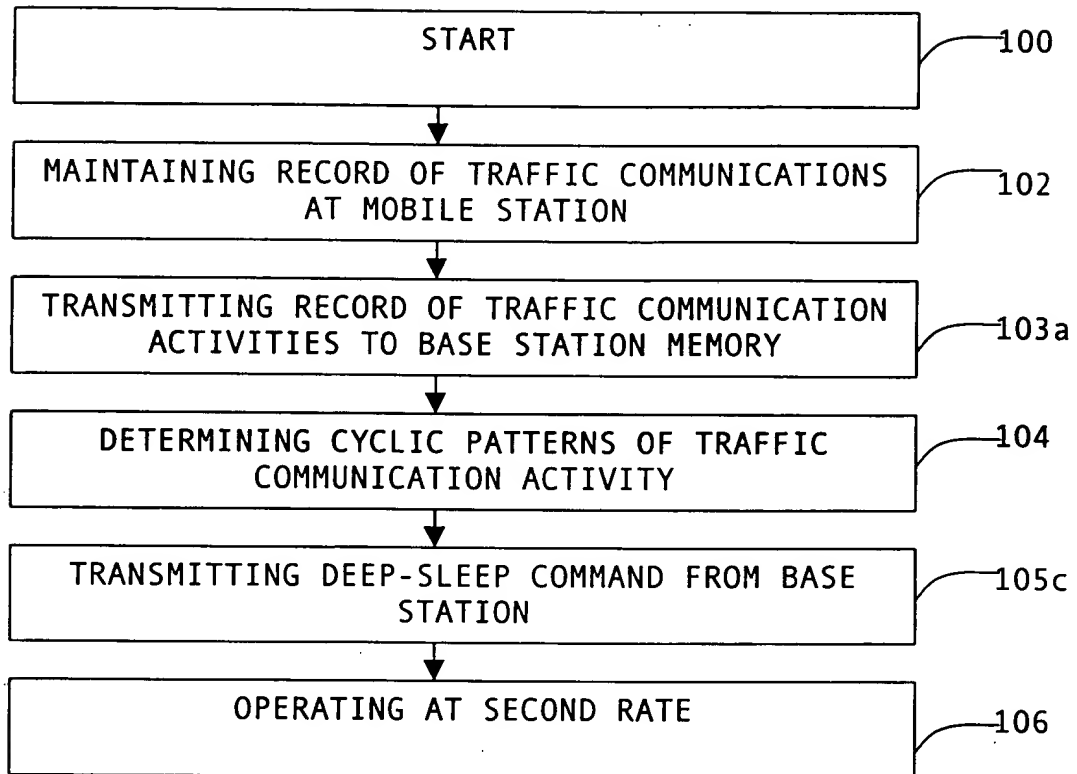 START
100
MAINTAINING RECORD OF TRAFFIC COMMUNICATIONS
AT MOBILE STATION
102
TRANSMITTING RECORD OF TRAFFIC COMMUNICATION
ACTIVITIES TO BASE STATION MEMORY
103a
DETERMINING CYCLIC PATTERNS OF TRAFFIC
COMMUNICATION ACTIVITY
104
TRANSMITTING DEEP-SLEEP COMMAND FROM BASE
STATION
105c
OPERATING AT SECOND RATE
106